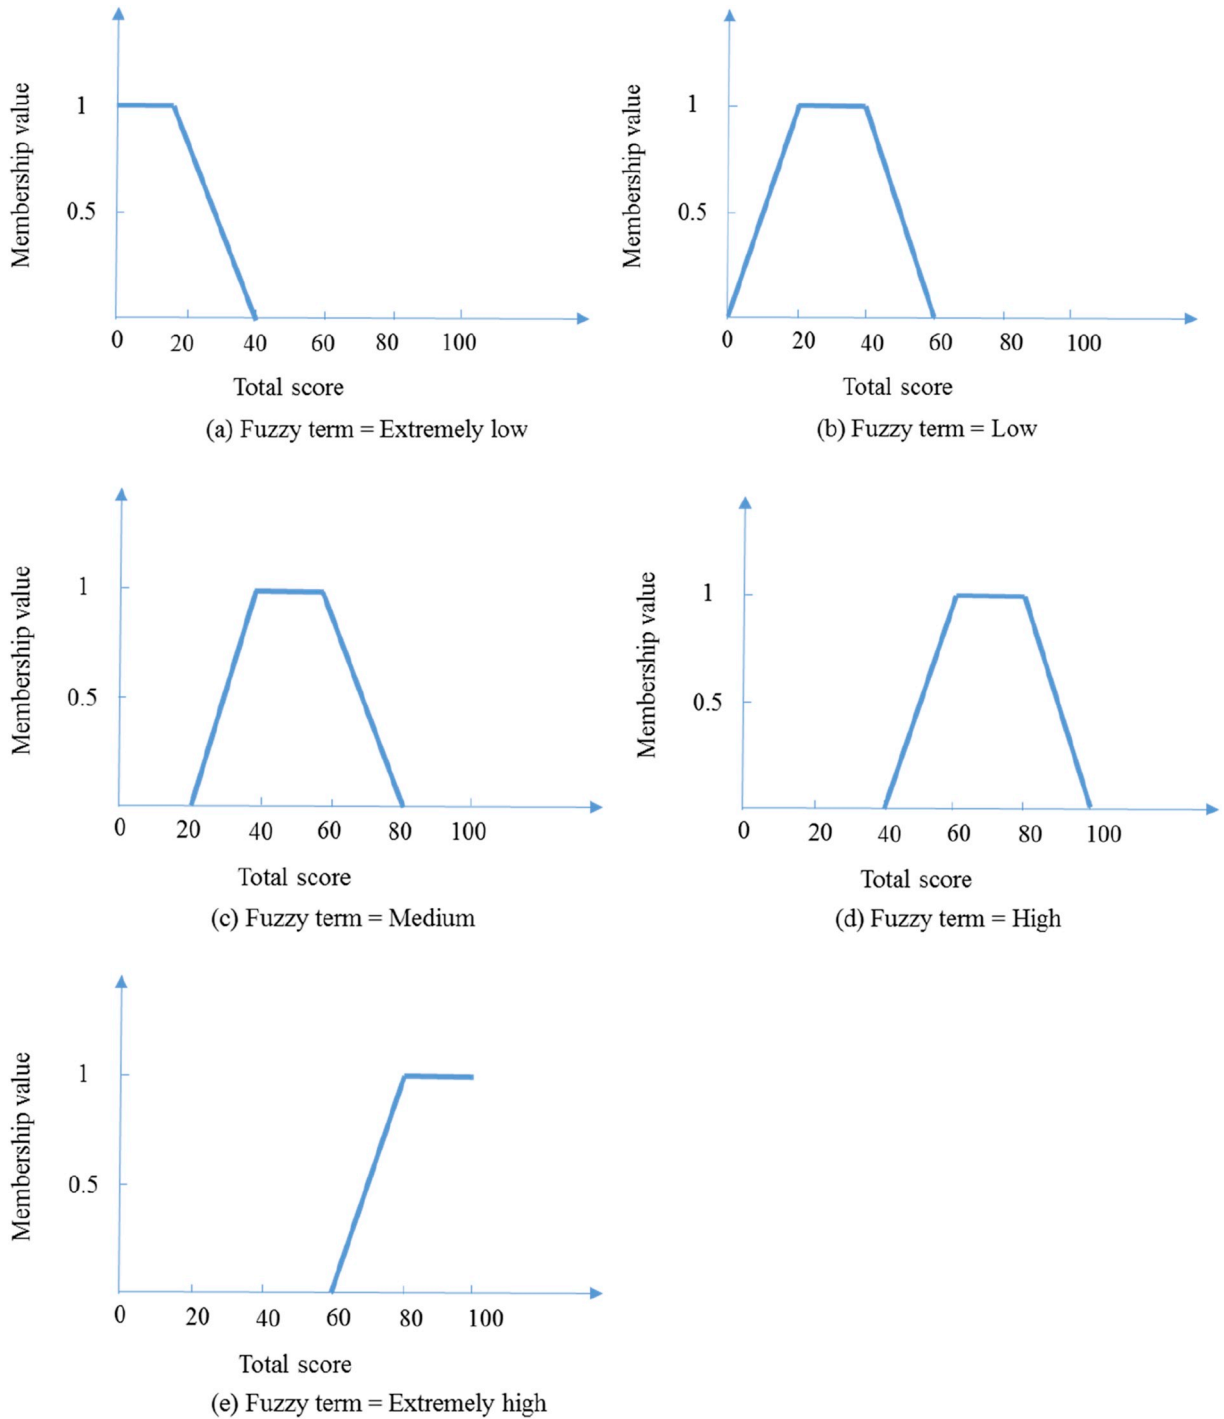 Membership value
1
0.5
0 20 40 60 80 100
Total score
(a) Fuzzy term = Extremely low
Membership value
1
0.5
0 20 40 60 80 100
Total score
(b) Fuzzy term = Low
Membership value
1
0.5
0 20 40 60 80 100
Total score
(c) Fuzzy term = Medium
Membership value
1
0.5
0 20 40 60 80 100
Total score
(d) Fuzzy term = High
Membership value
1
0.5
0 20 40 60 80 100
Total score
(e) Fuzzy term = Extremely high